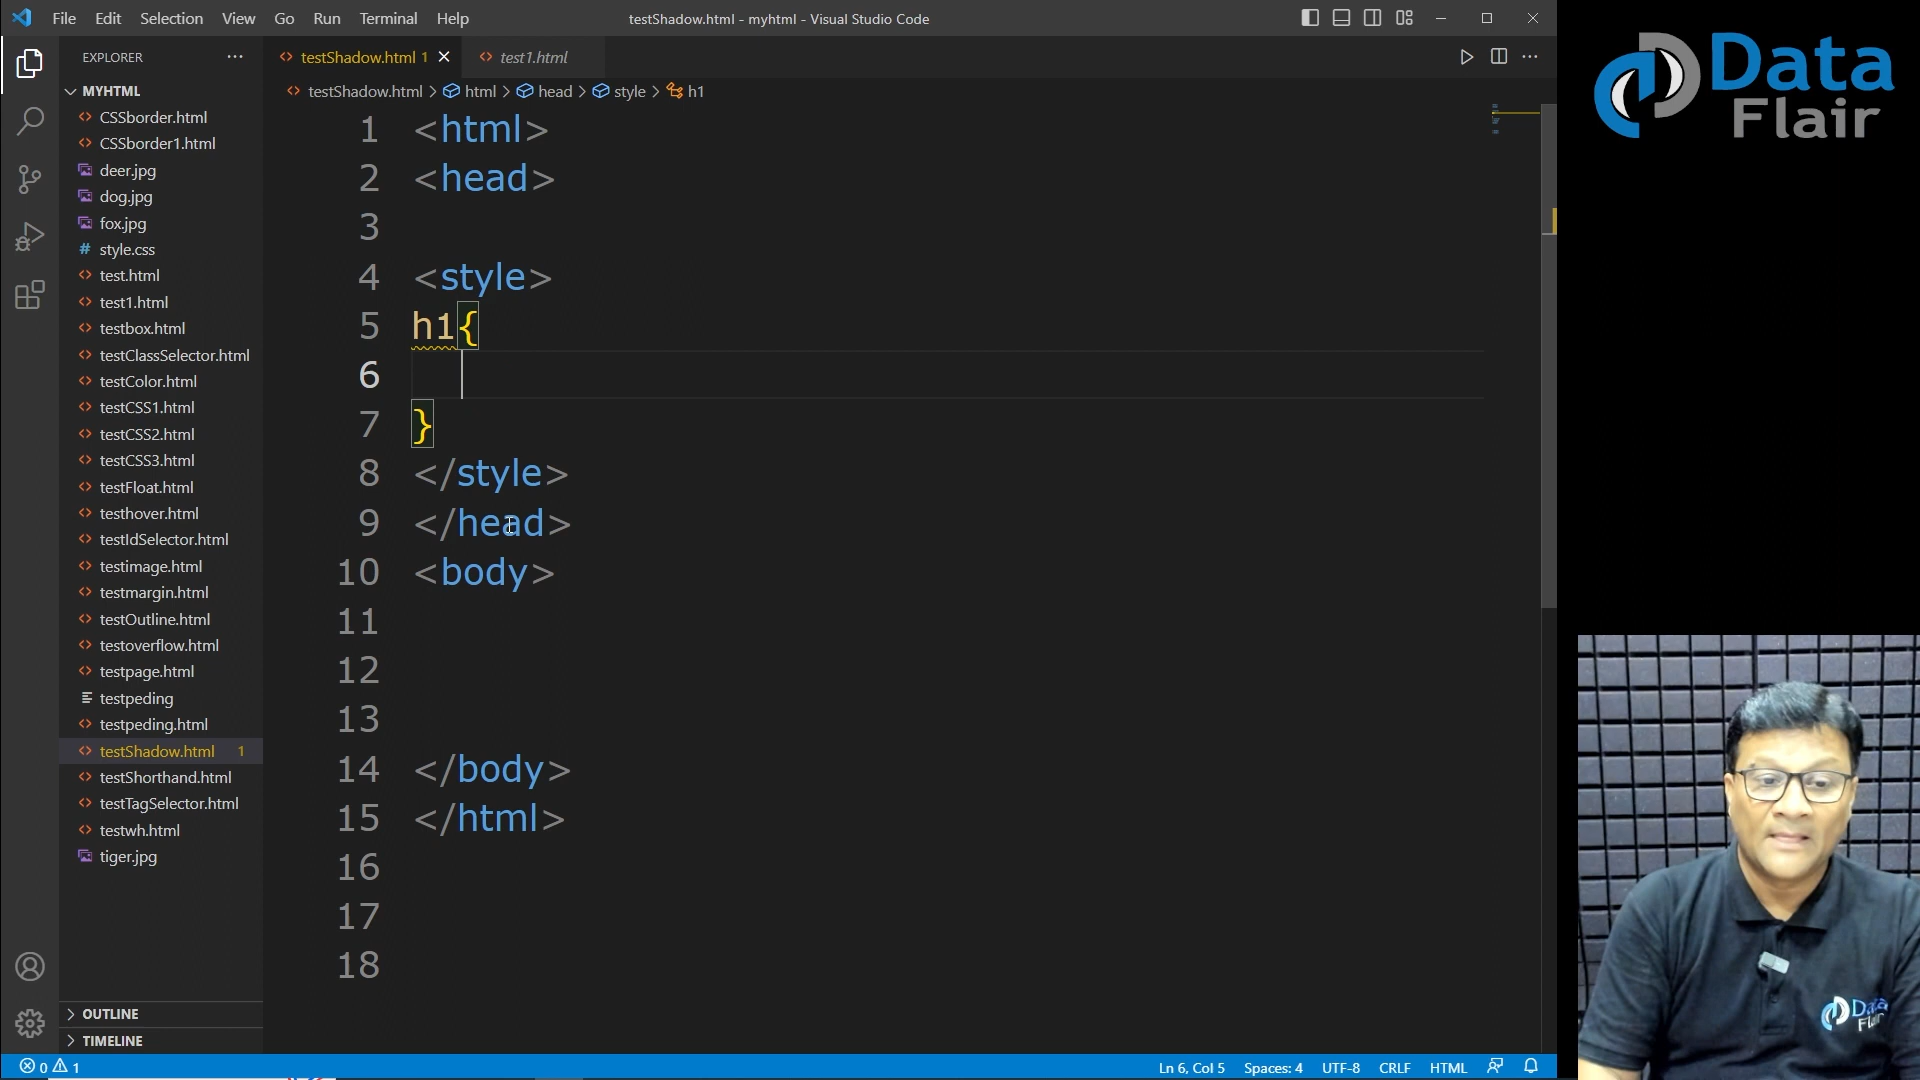 File Edit Selection View Go Run Terminal Help
testShadow.html - myhtml - Visual Studio Code
EXPLORER
MYHTML
CSSborder.html
CSSborder1.html
deer.jpg
dog.jpg
fox.jpg
style.css
test.html
test1.html
testbox.html
testClassSelector.html
testColor.html
testCSS1.html
testCSS2.html
testCSS3.html
testFloat.html
testhover.html
testIdSelector.html
testimage.html
testmargin.html
testOutline.html
testoverflow.html
testpage.html
testpeding
testpeding.html
testShadow.html 1
testShorthand.html
testTagSelector.html
testwh.html
tiger.jpg
OUTLINE
TIMELINE
testShadow.html 1 test1.html
testShadow.html > html > head > style > h1
1 <html>
2 <head>
3
4 <style>
5 h1{
6
7 }
8 </style>
9 </head>
10 <body>
11
12
13
14 </body>
15 </html>
16
17
18
0 1
Ln 6, Col 5 Spaces: 4 UTF-8 CRLF HTML
Data
Flair
Data
Flair